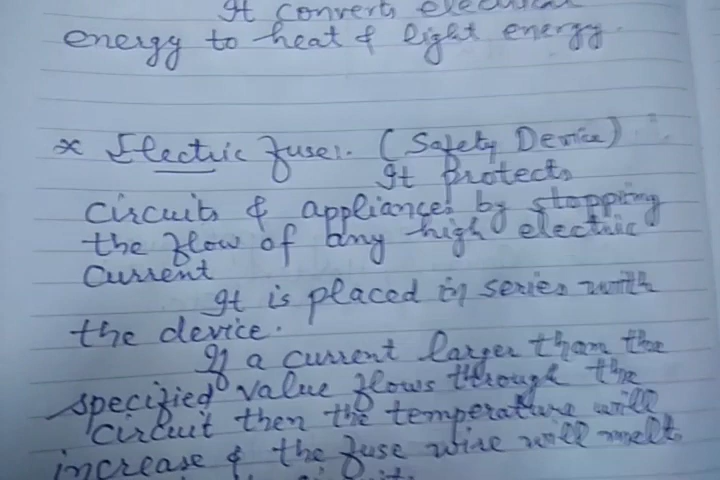 It converts electrical
energy to heat & light energy.
* Electric fuse:- (Safety Device)
It Protects
circuits & appliances by stopping
the flow of any high electric
Current
It is placed in series with
the device.
If a current larger than the
specified value flows through the
circuit then the temperature will
increase & the fuse wire will melt.